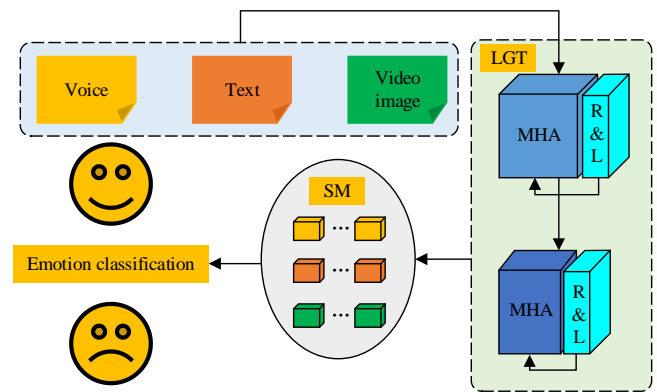 Voice
Text
Video
image
LGT
MHA
R
&
L
SM
···
···
···
Emotion classification
MHA
R
&
L